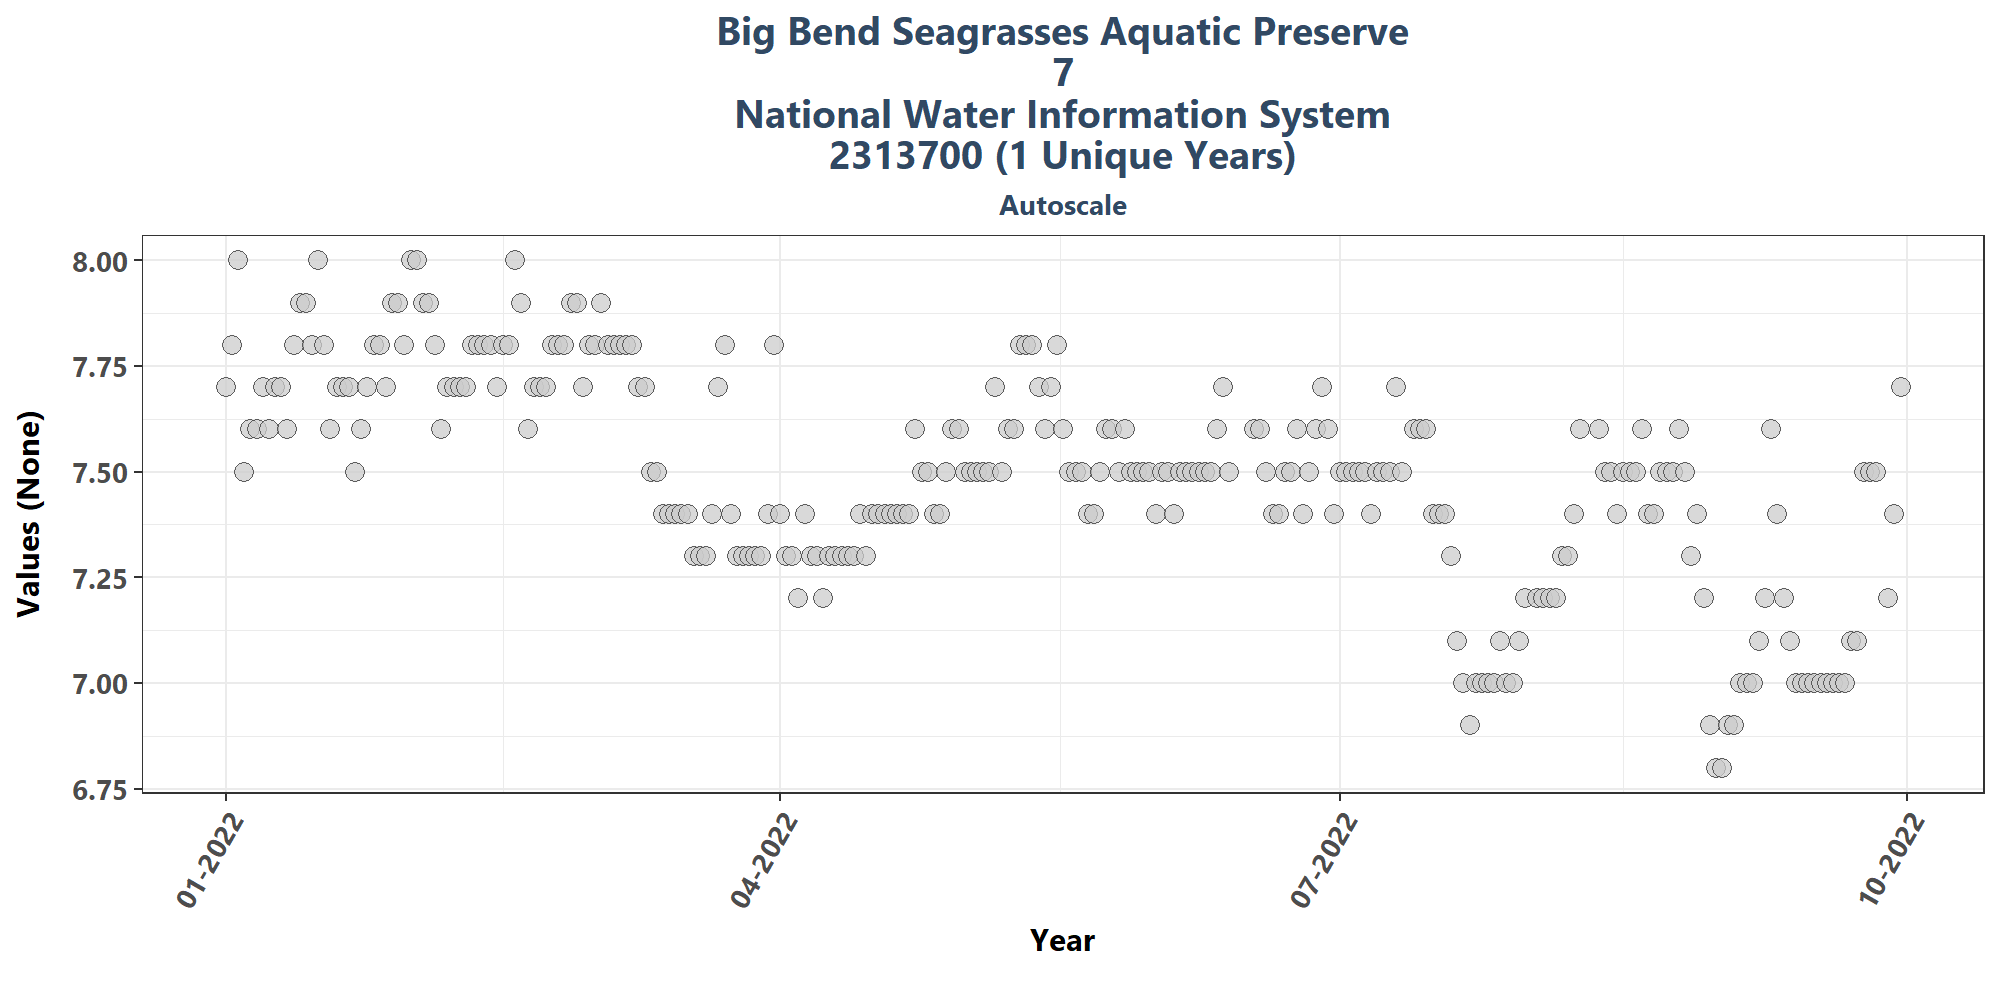 Big Bend Seagrasses Aquatic Preserve
7
National Water Information System
2313700 (1 Unique Years)
Autoscale
8.00
7.75
7.50
7.25
7.00
6.75
Values (None)
01-2022
04-2022
07-2022
10-2022
Year